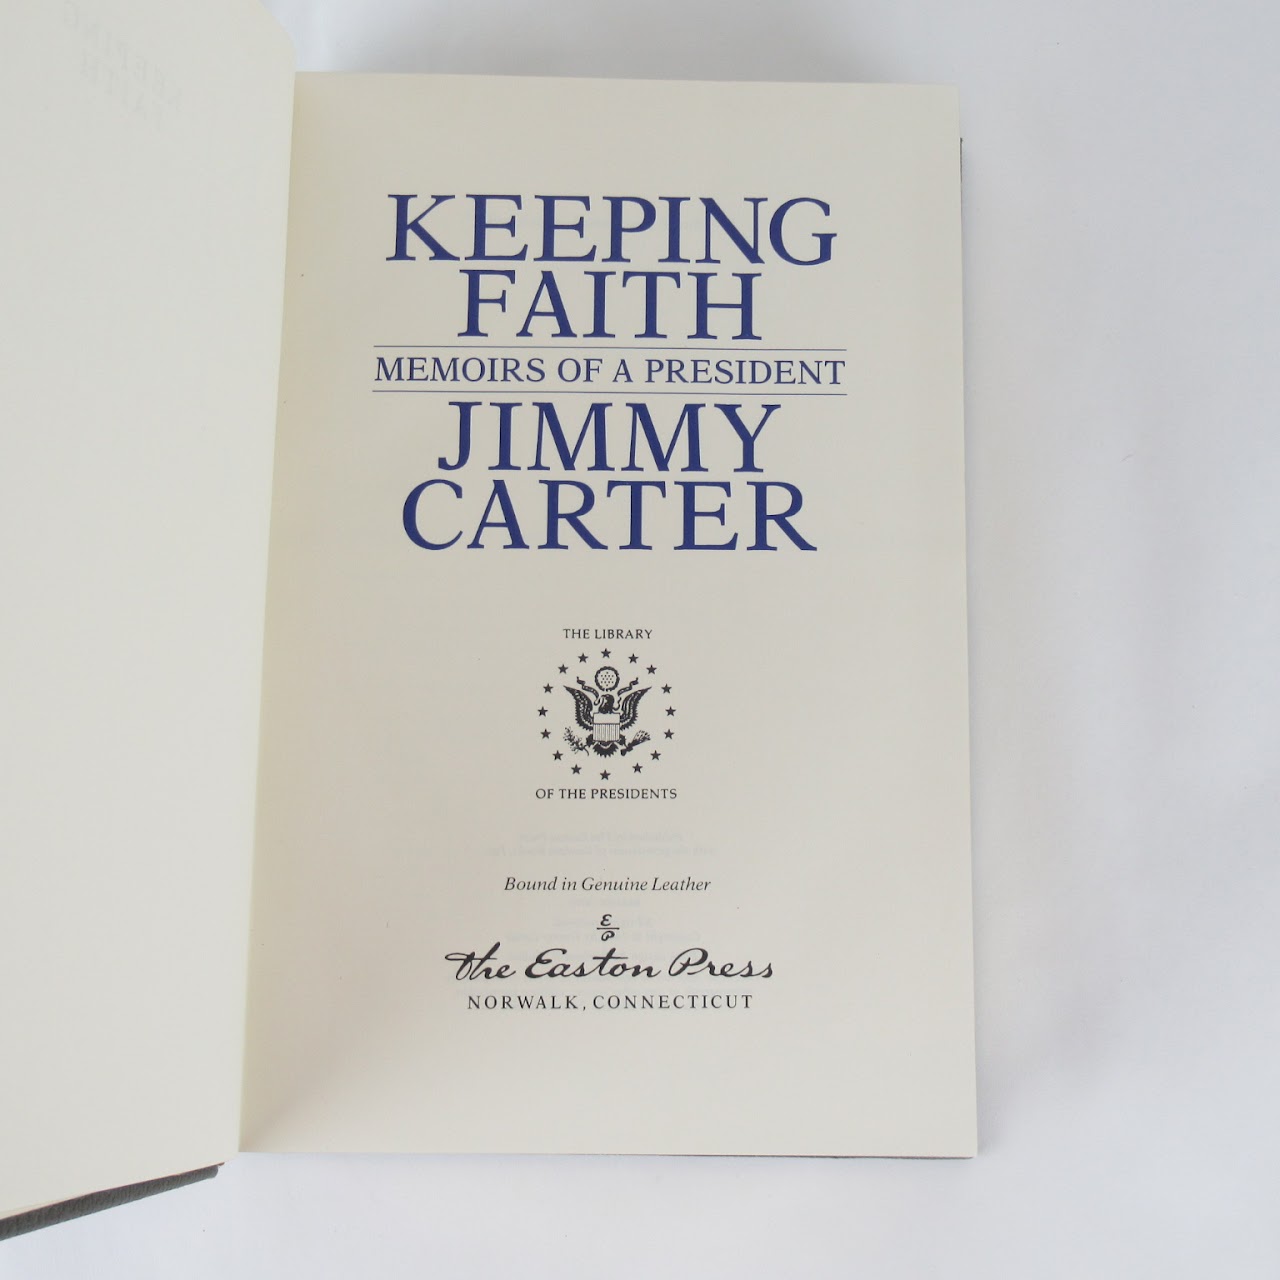 KEEPING
FAITH
MEMOIRS OF A PRESIDENT
JIMMY
CARTER
THE LIBRARY
OF THE PRESIDENTS
Bound in Genuine Leather
E
P
The Easton Press
NORWALK, CONNECTICUT